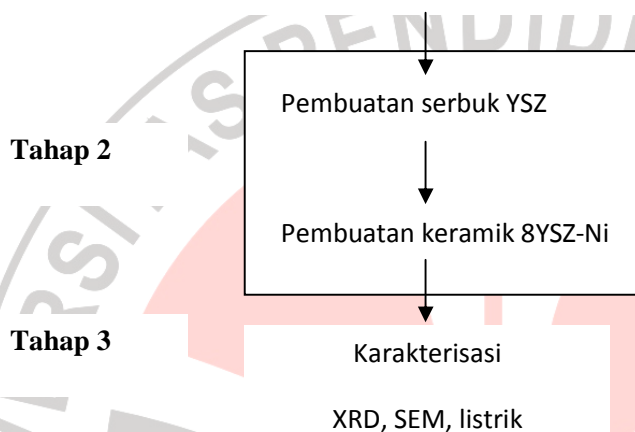 Pembuatan serbuk YSZ
Tahap 2
Pembuatan keramik 8YSZ-Ni
Tahap 3
Karakterisasi
XRD, SEM, listrik